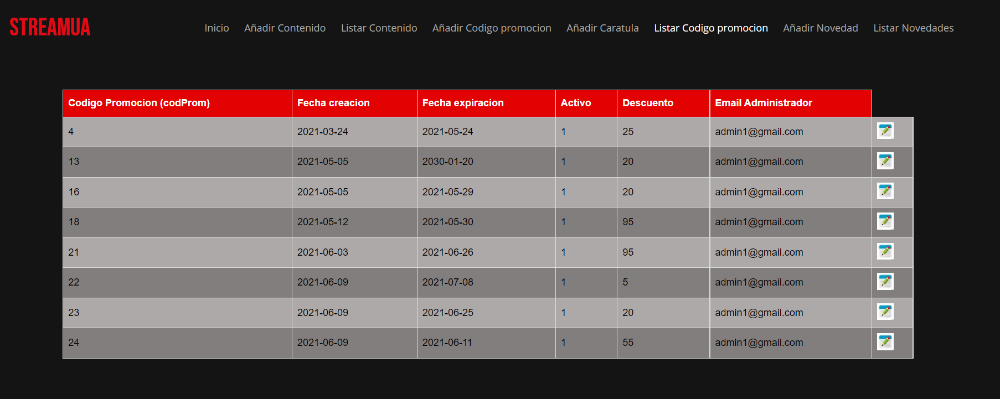 STREAMUA
Inicio Añadir Contenido Listar Contenido Añadir Codigo promocion Añadir Caratula Listar Codigo promocion Añadir Novedad Listar Novedades
Codigo Promocion (codProm) Fecha creacion Fecha expiracion Activo Descuento Email Administrador
4 2021-03-24 2021-05-24 1 25 admin1@gmail.com
13 2021-05-05 2030-01-20 1 20 admin1@gmail.com
16 2021-05-05 2021-05-29 1 20 admin1@gmail.com
18 2021-05-12 2021-05-30 1 95 admin1@gmail.com
21 2021-06-03 2021-06-26 1 95 admin1@gmail.com
22 2021-06-09 2021-07-08 1 5 admin1@gmail.com
23 2021-06-09 2021-06-25 1 20 admin1@gmail.com
24 2021-06-09 2021-06-11 1 55 admin1@gmail.com